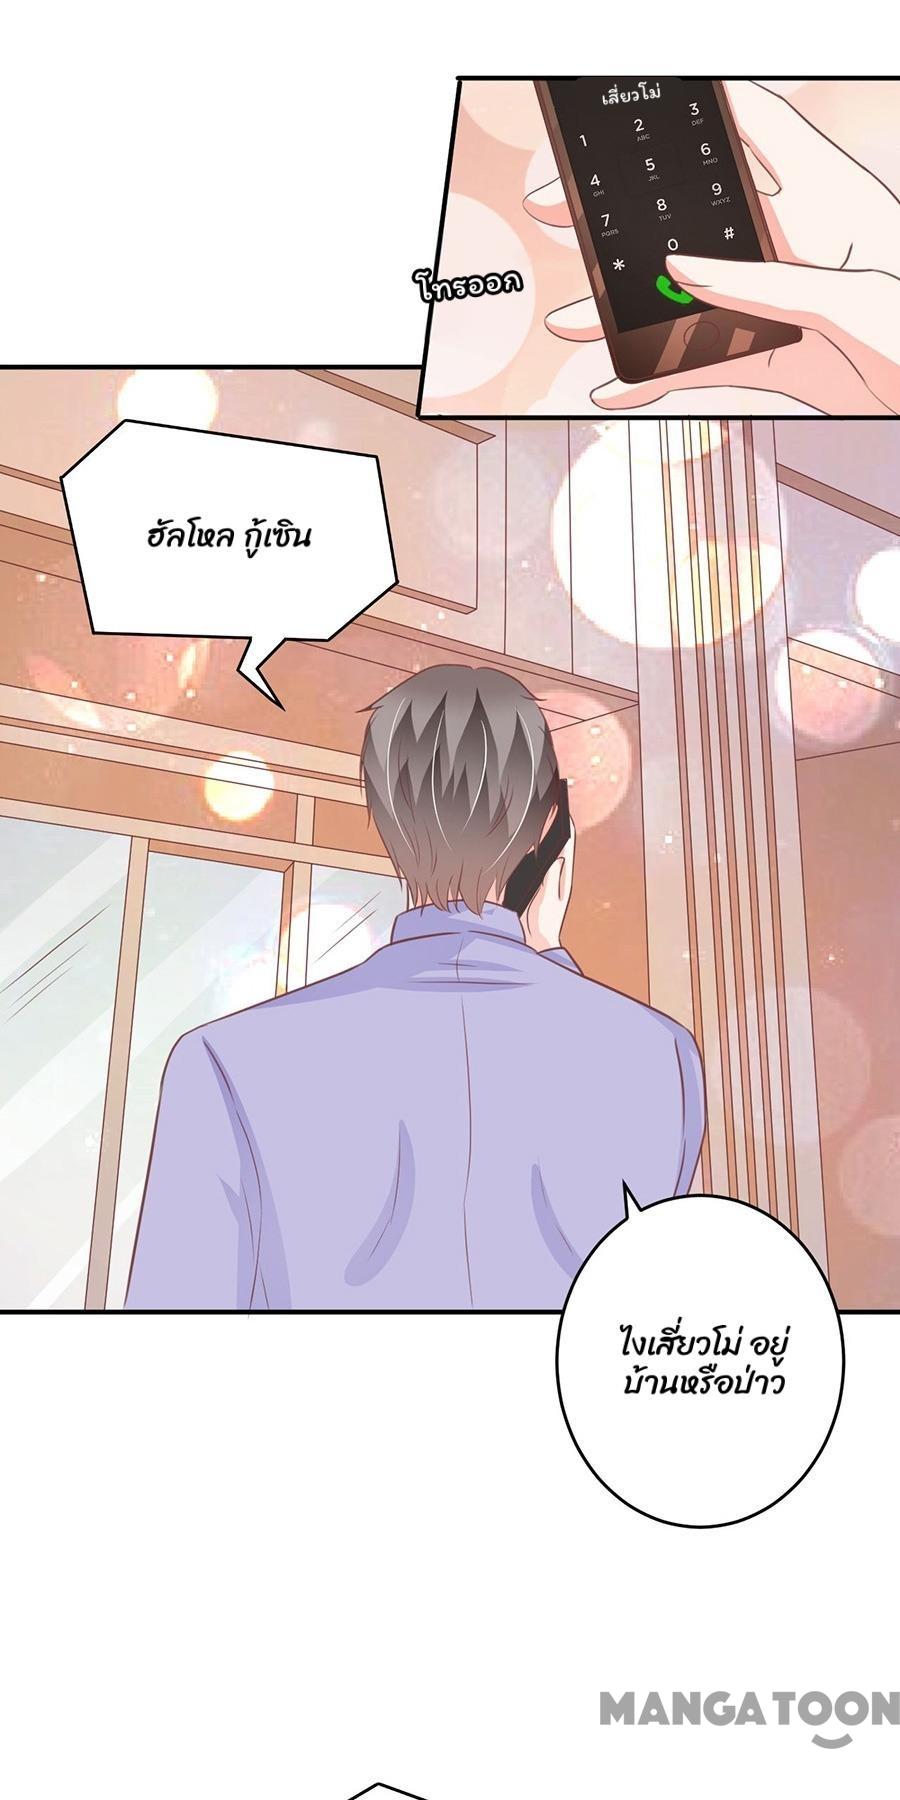 เสี่ยวโม่
1 2 3
ABC DEF
4 5 6
GHI JKL MNO
7 8 9
PQRS TUV WXYZ
* 0 #
โทรออก
ฮัลโหล กู้เซิน
ไงเสี่ยวโม่ อยู่
บ้านหรือป่าว
MANGATOON